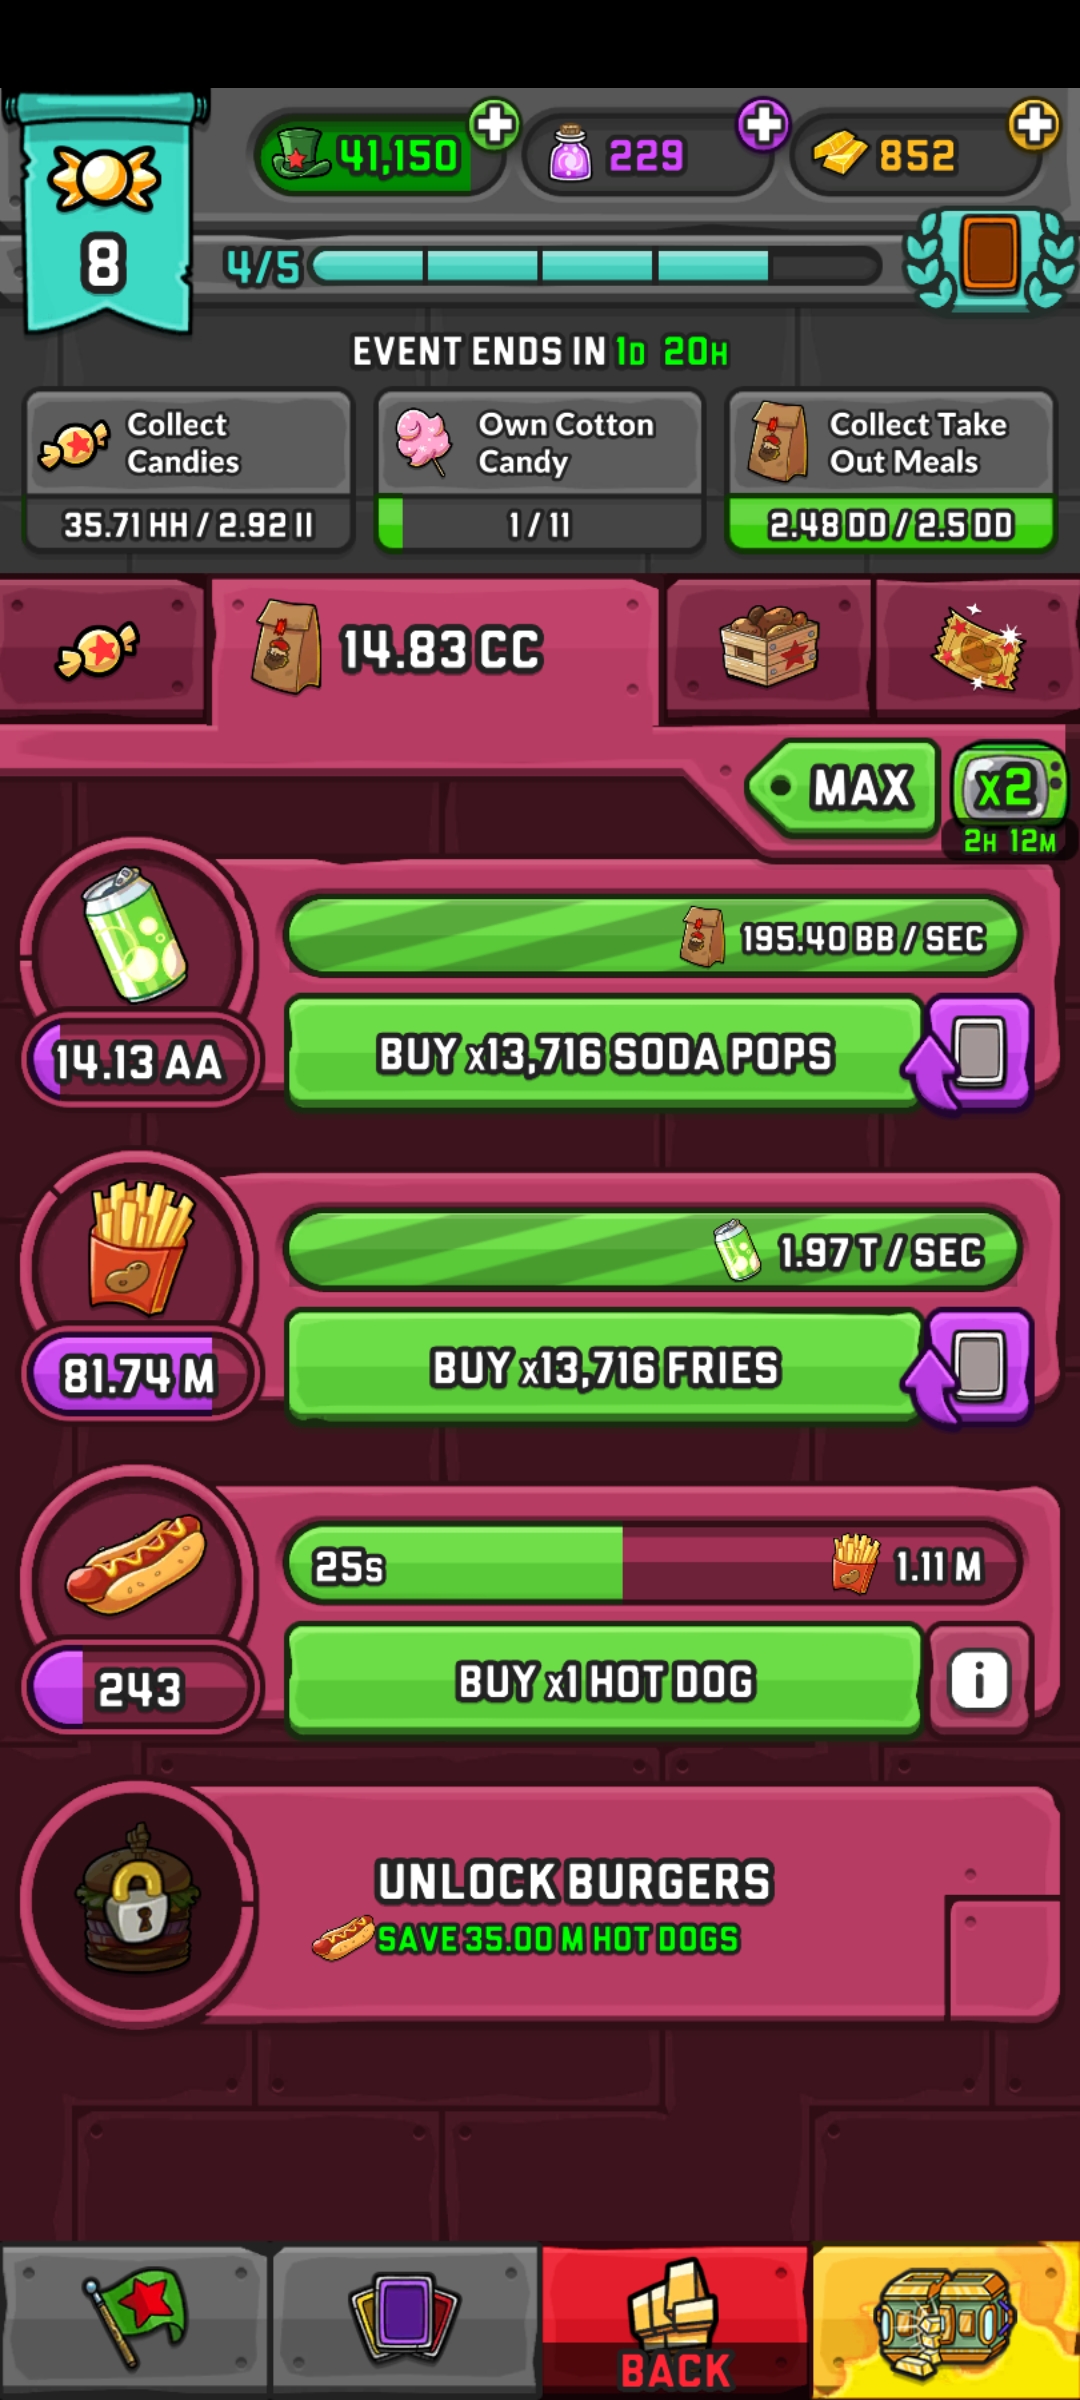 41,150
229
852
8
4/5
EVENT ENDS IN 1D 20H
Collect
Candies
35.71 HH / 2.92 II
Own Cotton
Candy
1 / 11
Collect Take
Out Meals
2.48 DD / 2.5 DD
14.83 CC
MAX
x2
2H 12M
195.40 BB / SEC
14.13 AA
BUY x13,716 SODA POPS
1.97 T / SEC
81.74 M
BUY x13,716 FRIES
25s
1.11 M
243
BUY x1 HOT DOG
i
UNLOCK BURGERS
SAVE 35.00 M HOT DOGS
BACK